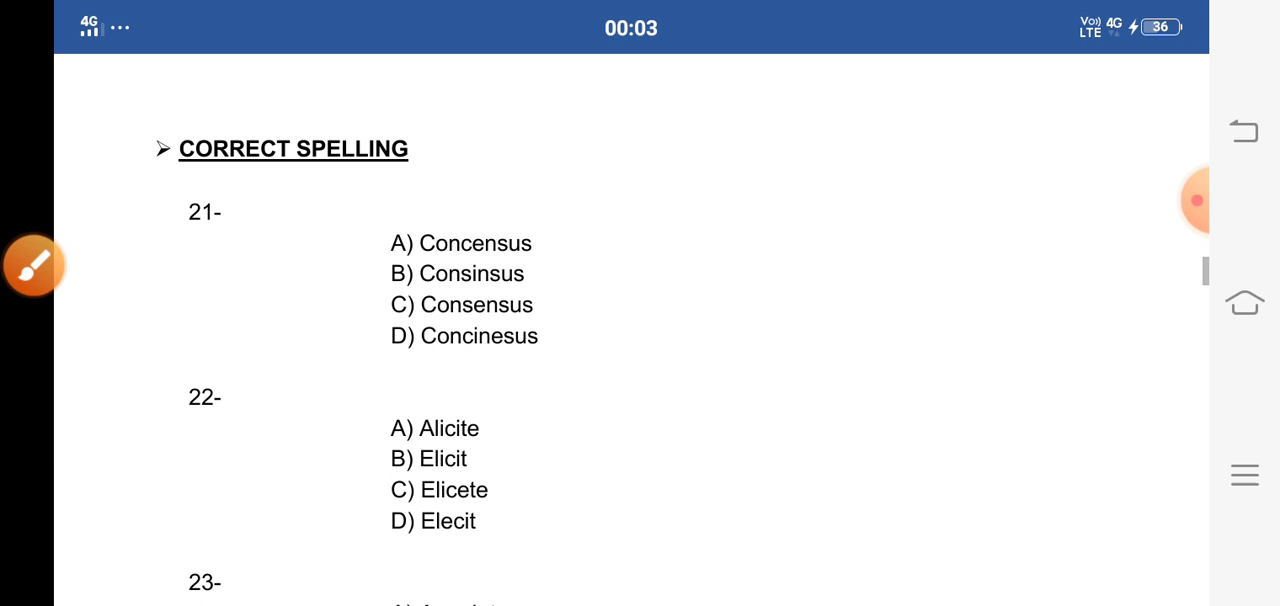 4G ... 00:03 Vo)) LTE 4G 36
➢ CORRECT SPELLING
21-
A) Concensus
B) Consinsus
C) Consensus
D) Concinesus
22-
A) Alicite
B) Elicit
C) Elicete
D) Elecit
23-